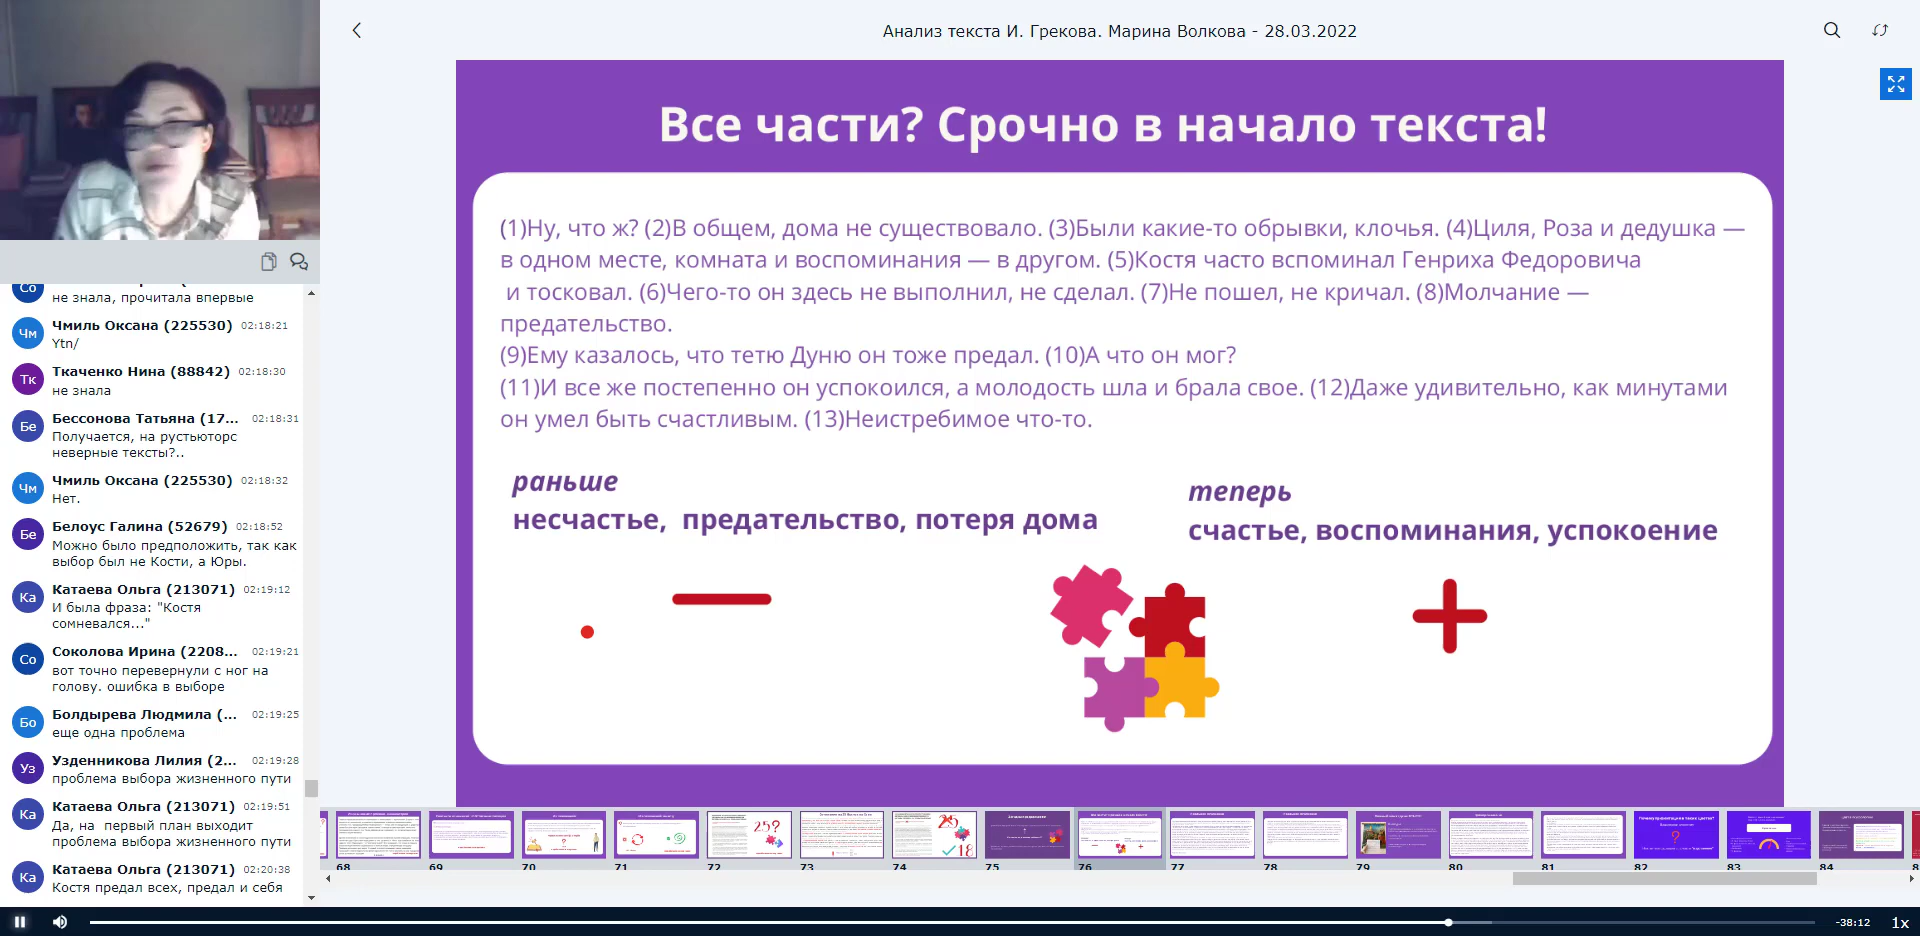 Анализ текста И. Грекова. Марина Волкова - 28.03.2022
Все части? Срочно в начало текста!
(1)Ну, что ж? (2)В общем, дома не существовало. (3)Были какие-то обрывки, клочья. (4)Циля, Роза и дедушка —
в одном месте, комната и воспоминания — в другом. (5)Костя часто вспоминал Генриха Федоровича
и тосковал. (6)Чего-то он здесь не выполнил, не сделал. (7)Не пошел, не кричал. (8)Молчание —
предательство.
(9)Ему казалось, что тетю Дуню он тоже предал. (10)А что он мог?
(11)И все же постепенно он успокоился, а молодость шла и брала свое. (12)Даже удивительно, как минутами
он умел быть счастливым. (13)Неистребимое что-то.
раньше
несчастье, предательство, потеря дома
теперь
счастье, воспоминания, успокоение
Со
не знала, прочитала впервые
Чм
Чмиль Оксана (225530) 02:18:21
Ytn/
Тк
Ткаченко Нина (88842) 02:18:30
не знала
Бе
Бессонова Татьяна (17... 02:18:31
Получается, на рустьюторс
неверные тексты?..
Чм
Чмиль Оксана (225530) 02:18:32
Нет.
Бе
Белоус Галина (52679) 02:18:52
Можно было предположить, так как
выбор был не Кости, а Юры.
Ка
Катаева Ольга (213071) 02:19:12
И была фраза: "Костя
сомневался..."
Со
Соколова Ирина (2208... 02:19:21
вот точно перевернули с ног на
голову. ошибка в выборе
Бо
Болдырева Людмила (... 02:19:25
еще одна проблема
Уз
Узденникова Лилия (2... 02:19:28
проблема выбора жизненного пути
Ка
Катаева Ольга (213071) 02:19:51
Да, на первый план выходит
проблема выбора жизненного пути
Ка
Катаева Ольга (213071) 02:20:38
Костя предал всех, предал и себя
68 69 70 71 72 73 74 75 76 77 78 79 80 81 82 83 84
-38:12 1x